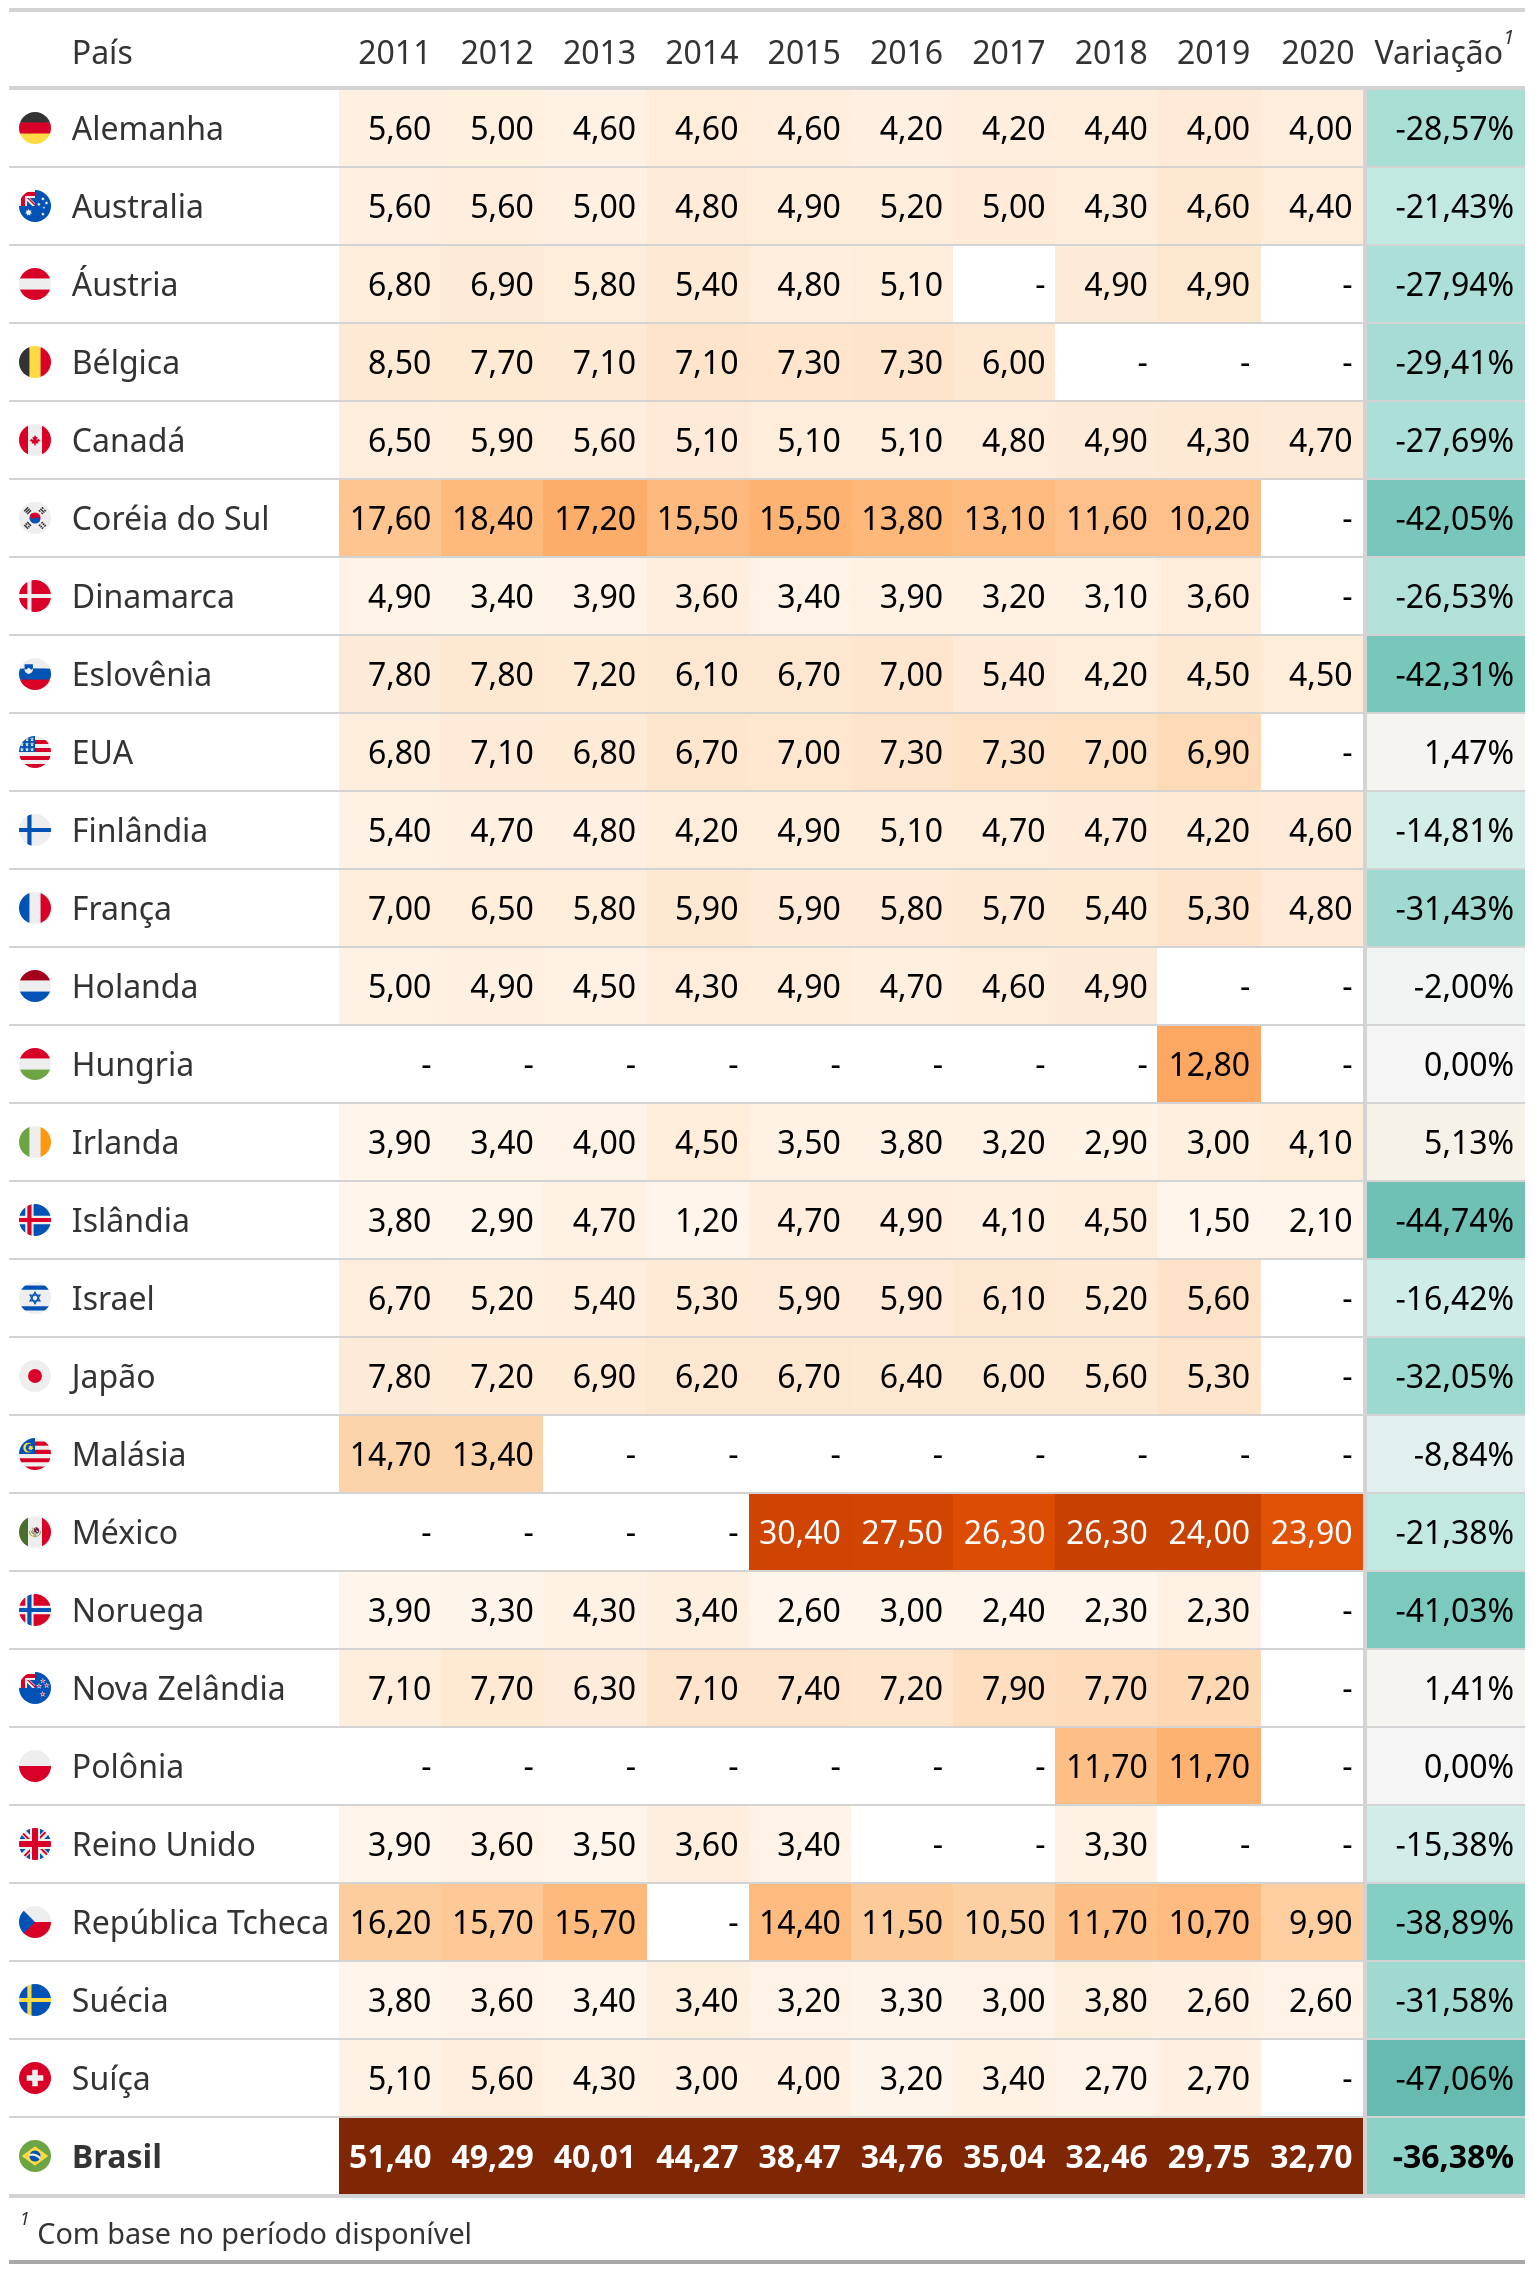 País 2011 2012 2013 2014 2015 2016 2017 2018 2019 2020 Variação¹
Alemanha 5,60 5,00 4,60 4,60 4,60 4,20 4,20 4,40 4,00 4,00 -28,57%
Australia 5,60 5,60 5,00 4,80 4,90 5,20 5,00 4,30 4,60 4,40 -21,43%
Áustria 6,80 6,90 5,80 5,40 4,80 5,10 - 4,90 4,90 - -27,94%
Bélgica 8,50 7,70 7,10 7,10 7,30 7,30 6,00 - - - -29,41%
Canadá 6,50 5,90 5,60 5,10 5,10 5,10 4,80 4,90 4,30 4,70 -27,69%
Coréia do Sul 17,60 18,40 17,20 15,50 15,50 13,80 13,10 11,60 10,20 - -42,05%
Dinamarca 4,90 3,40 3,90 3,60 3,40 3,90 3,20 3,10 3,60 - -26,53%
Eslovênia 7,80 7,80 7,20 6,10 6,70 7,00 5,40 4,20 4,50 4,50 -42,31%
EUA 6,80 7,10 6,80 6,70 7,00 7,30 7,30 7,00 6,90 - 1,47%
Finlândia 5,40 4,70 4,80 4,20 4,90 5,10 4,70 4,70 4,20 4,60 -14,81%
França 7,00 6,50 5,80 5,90 5,90 5,80 5,70 5,40 5,30 4,80 -31,43%
Holanda 5,00 4,90 4,50 4,30 4,90 4,70 4,60 4,90 - - -2,00%
Hungria - - - - - - - - 12,80 - 0,00%
Irlanda 3,90 3,40 4,00 4,50 3,50 3,80 3,20 2,90 3,00 4,10 5,13%
Islândia 3,80 2,90 4,70 1,20 4,70 4,90 4,10 4,50 1,50 2,10 -44,74%
Israel 6,70 5,20 5,40 5,30 5,90 5,90 6,10 5,20 5,60 - -16,42%
Japão 7,80 7,20 6,90 6,20 6,70 6,40 6,00 5,60 5,30 - -32,05%
Malásia 14,70 13,40 - - - - - - - - -8,84%
México - - - - 30,40 27,50 26,30 26,30 24,00 23,90 -21,38%
Noruega 3,90 3,30 4,30 3,40 2,60 3,00 2,40 2,30 2,30 - -41,03%
Nova Zelândia 7,10 7,70 6,30 7,10 7,40 7,20 7,90 7,70 7,20 - 1,41%
Polônia - - - - - - - 11,70 11,70 - 0,00%
Reino Unido 3,90 3,60 3,50 3,60 3,40 - - 3,30 - - -15,38%
República Tcheca 16,20 15,70 15,70 - 14,40 11,50 10,50 11,70 10,70 9,90 -38,89%
Suécia 3,80 3,60 3,40 3,40 3,20 3,30 3,00 3,80 2,60 2,60 -31,58%
Suíça 5,10 5,60 4,30 3,00 4,00 3,20 3,40 2,70 2,70 - -47,06%
Brasil 51,40 49,29 40,01 44,27 38,47 34,76 35,04 32,46 29,75 32,70 -36,38%
¹ Com base no período disponível